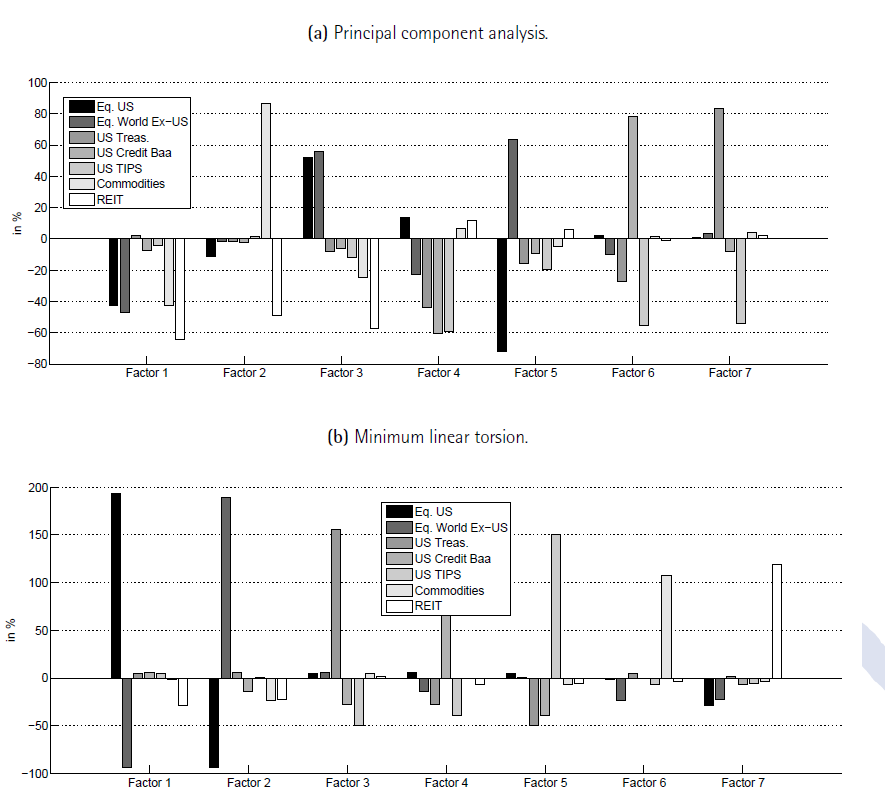 (a) Principal component analysis.
100
80
60
40
20
0
−20
−40
−60
−80
in %
Eq. US
Eq. World Ex−US
US Treas.
US Credit Baa
US TIPS
Commodities
REIT
Factor 1 Factor 2 Factor 3 Factor 4 Factor 5 Factor 6 Factor 7
(b) Minimum linear torsion.
200
150
100
50
0
−50
−100
in %
Eq. US
Eq. World Ex−US
US Treas.
US Credit Baa
US TIPS
Commodities
REIT
Factor 1 Factor 2 Factor 3 Factor 4 Factor 5 Factor 6 Factor 7